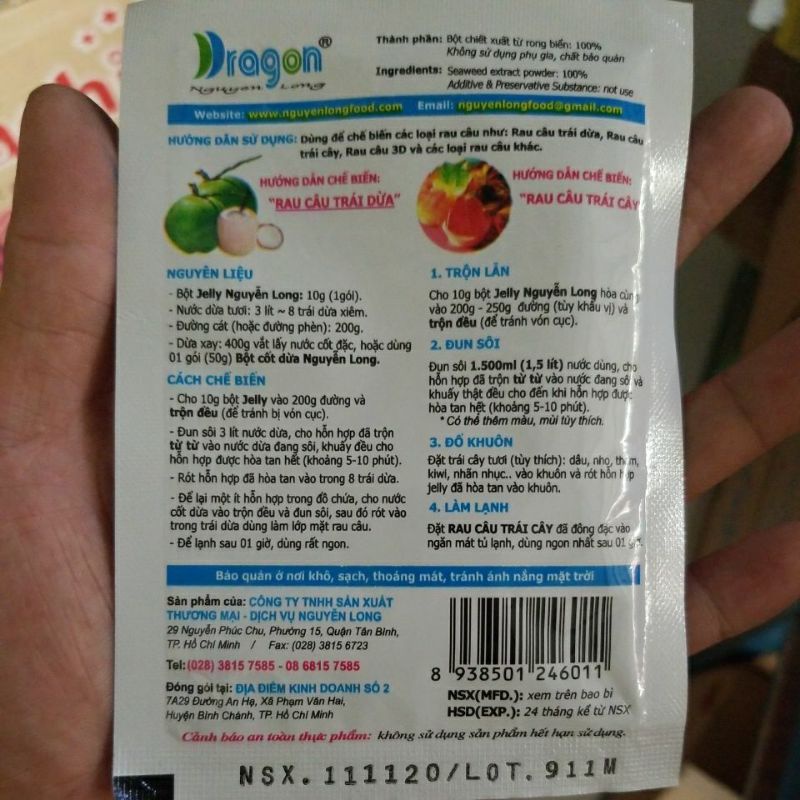 Dragon®
Nguyen Long
Thành phần: Bột chiết xuất từ rong biển: 100%
Không sử dụng phụ gia, chất bảo quản
Ingredients: Seaweed extract powder: 100%
Additive & Preservative Substance: not use
Website: www.nguyenlongfood.com Email: nguyenlongfood@gmail.com
HƯỚNG DẪN SỬ DỤNG: Dùng để chế biến các loại rau câu như: Rau câu trái dừa, Rau câu
trái cây, Rau câu 3D và các loại rau câu khác.
HƯỚNG DẪN CHẾ BIẾN:
"RAU CÂU TRÁI DỪA"
NGUYÊN LIỆU
- Bột Jelly Nguyễn Long: 10g (1gói).
- Nước dừa tươi: 3 lít ~ 8 trái dừa xiêm.
- Đường cát (hoặc đường phèn): 200g.
- Dừa xay: 400g vắt lấy nước cốt đặc, hoặc dùng
01 gói (50g) Bột cốt dừa Nguyễn Long.
CÁCH CHẾ BIẾN
- Cho 10g bột Jelly vào 200g đường và
trộn đều (để tránh bị vón cục).
- Đun sôi 3 lít nước dừa, cho hỗn hợp đã trộn
từ từ vào nước dừa đang sôi, khuấy đều cho
hỗn hợp được hòa tan hết (khoảng 5-10 phút).
- Rót hỗn hợp đã hòa tan vào trong 8 trái dừa.
- Để lại một ít hỗn hợp trong đồ chứa, cho nước
cốt dừa vào trộn đều và đun sôi, sau đó rót vào
trong trái dừa dùng làm lớp mặt rau câu.
- Để lạnh sau 01 giờ, dùng rất ngon.
HƯỚNG DẪN CHẾ BIẾN:
"RAU CÂU TRÁI CÂY
1. TRỘN LẪN
Cho 10g bột Jelly Nguyễn Long hòa cùng
vào 200g - 250g đường (tùy khẩu vị) và
trộn đều (để tránh vón cục).
2. ĐUN SÔI
Đun sôi 1.500ml (1,5 lít) nước dùng, cho
hỗn hợp đã trộn từ từ vào nước đang sôi và
khuấy thật đều cho đến khi hỗn hợp được
hòa tan hết (khoảng 5-10 phút).
* Có thể thêm màu, mùi tùy thích.
3. ĐỔ KHUÔN
Đặt trái cây tươi (tùy thích): dâu, nho, thơm,
kiwi, nhãn nhục.. vào khuôn và rót hỗn hợp
jelly đã hòa tan vào khuôn.
4. LÀM LẠNH
Đặt RAU CÂU TRÁI CÂY đã đông đặc vào
ngăn mát tủ lạnh, dùng ngon nhất sau 01 giờ.
Bảo quản ở nơi khô, sạch, thoáng mát, tránh ánh nắng mặt trời
Sản phẩm của: CÔNG TY TNHH SẢN XUẤT
THƯƠNG MẠI - DỊCH VỤ NGUYÊN LONG
29 Nguyễn Phúc Chu, Phường 15, Quận Tân Bình,
TP. Hồ Chí Minh / Fax: (028) 3815 6723
Tel: (028) 3815 7585 - 08 6815 7585
Đóng gói tại: ĐỊA ĐIỂM KINH DOANH SỐ 2
7A29 Đường An Hạ, Xã Phạm Văn Hai,
Huyện Bình Chánh, TP. Hồ Chí Minh
8 938501 246011
NSX(MFD.): xem trên bao bì
HSD(EXP.): 24 tháng kể từ NSX
Cảnh báo an toàn thực phẩm: không sử dụng sản phẩm hết hạn sử dụng.
NSX. 111120/LOT. 911M